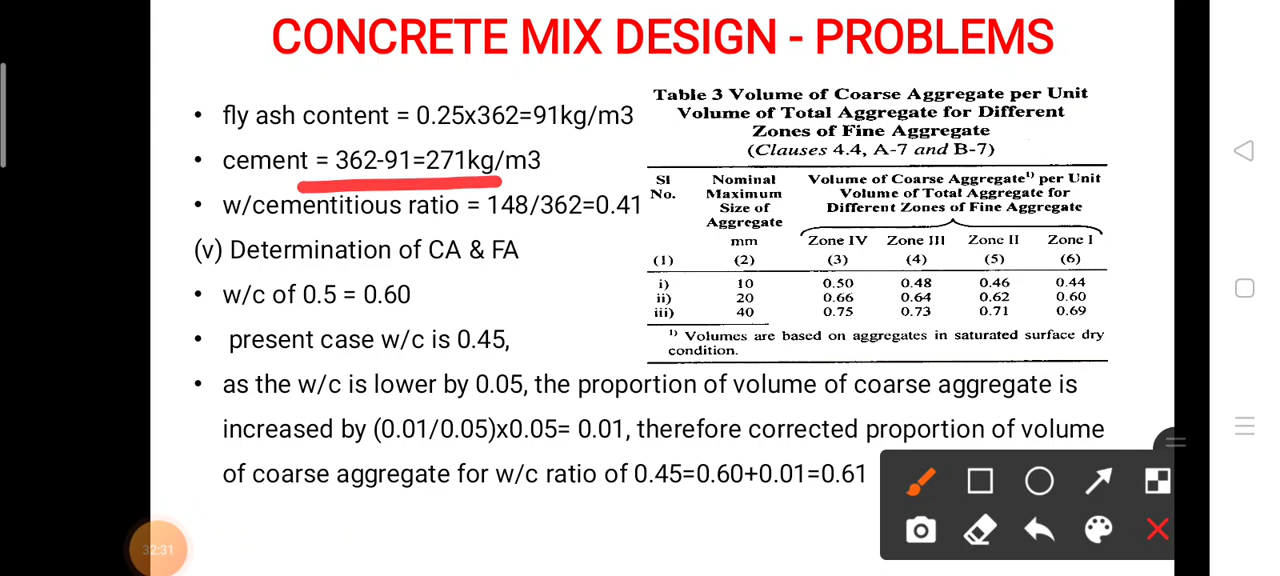 CONCRETE MIX DESIGN - PROBLEMS
• fly ash content = 0.25x362=91kg/m3
• cement = 362-91=271kg/m3
• w/cementitious ratio = 148/362=0.41
(v) Determination of CA & FA
• w/c of 0.5 = 0.60
• present case w/c is 0.45,
• as the w/c is lower by 0.05, the proportion of volume of coarse aggregate is
increased by (0.01/0.05)x0.05= 0.01, therefore corrected proportion of volume
of coarse aggregate for w/c ratio of 0.45=0.60+0.01=0.61
Table 3 Volume of Coarse Aggregate per Unit
Volume of Total Aggregate for Different
Zones of Fine Aggregate
(Clauses 4.4, A-7 and B-7)
Sl Nominal Volume of Coarse Aggregate¹⁾ per Unit
No. Maximum Volume of Total Aggregate for
Size of Different Zones of Fine Aggregate
Aggregate
mm Zone IV Zone III Zone II Zone I
(1) (2) (3) (4) (5) (6)
i) 10 0.50 0.48 0.46 0.44
ii) 20 0.66 0.64 0.62 0.60
iii) 40 0.75 0.73 0.71 0.69
¹⁾ Volumes are based on aggregates in saturated surface dry
condition.
32:31